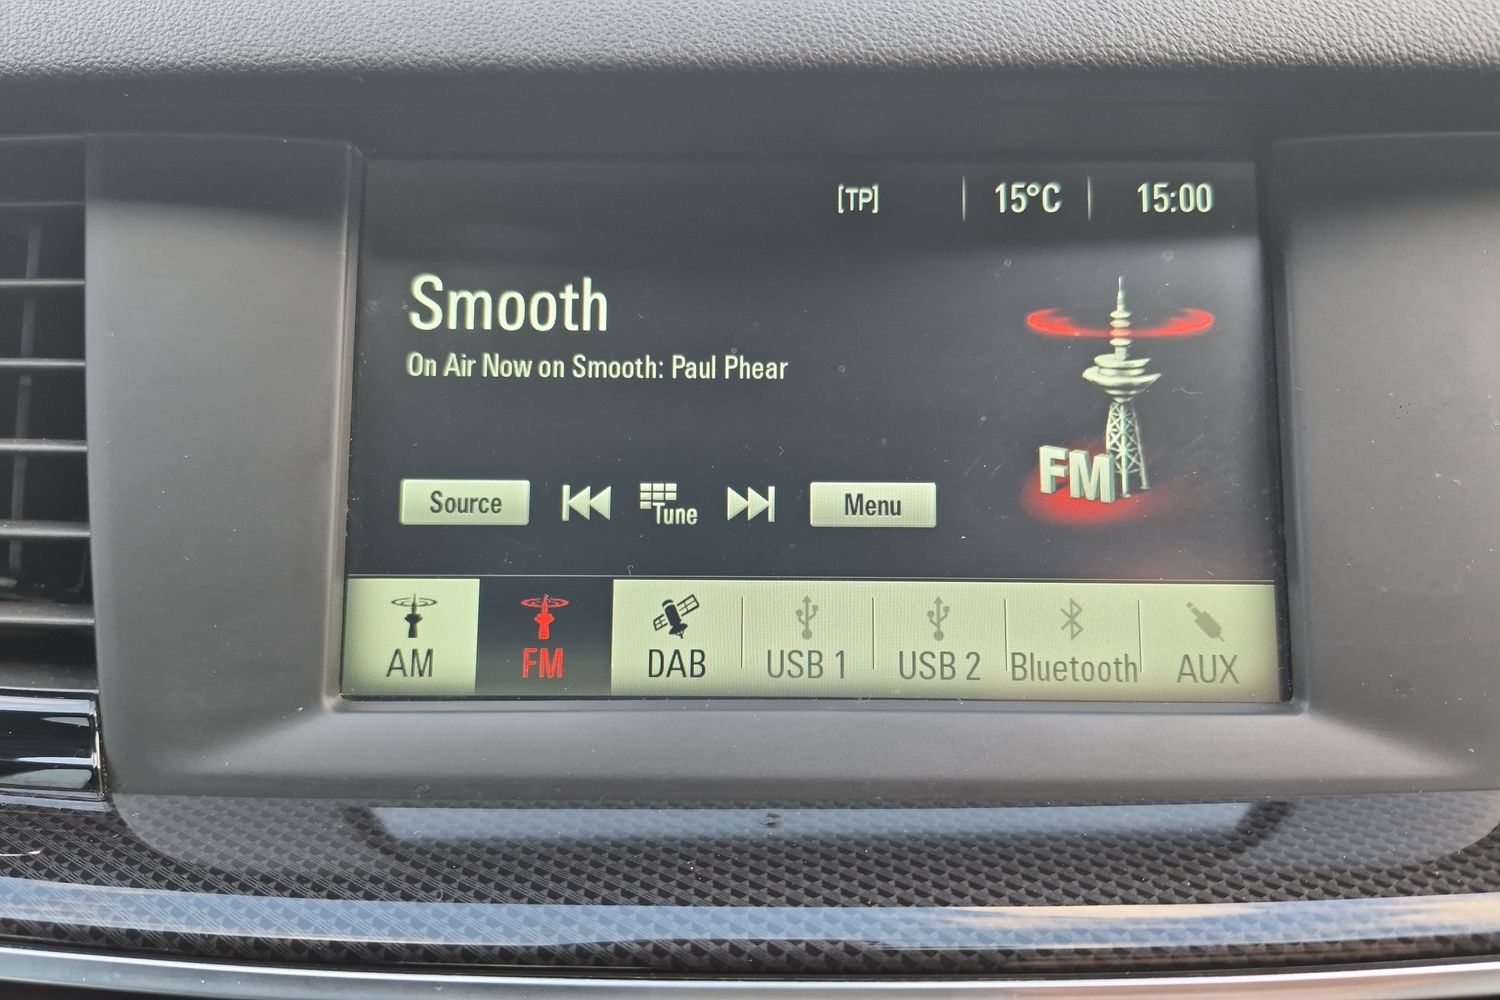 [TP] 15°C 15:00
Smooth
On Air Now on Smooth: Paul Phear
FM
Source Tune Menu
AM FM DAB USB 1 USB 2 Bluetooth AUX